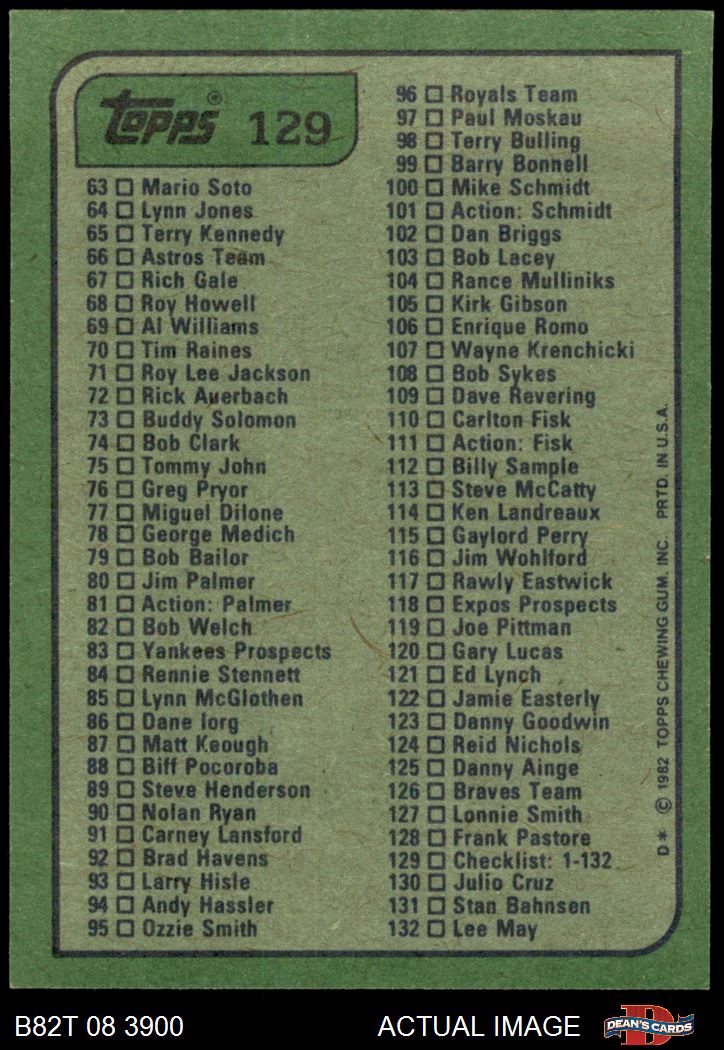 Topps® 129
63 Mario Soto
64 Lynn Jones
65 Terry Kennedy
66 Astros Team
67 Rich Gale
68 Roy Howell
69 Al Williams
70 Tim Raines
71 Roy Lee Jackson
72 Rick Auerbach
73 Buddy Solomon
74 Bob Clark
75 Tommy John
76 Greg Pryor
77 Miguel Dilone
78 George Medich
79 Bob Bailor
80 Jim Palmer
81 Action: Palmer
82 Bob Welch
83 Yankees Prospects
84 Rennie Stennett
85 Lynn McGlothen
86 Dane Iorg
87 Matt Keough
88 Biff Pocoroba
89 Steve Henderson
90 Nolan Ryan
91 Carney Lansford
92 Brad Havens
93 Larry Hisle
94 Andy Hassler
95 Ozzie Smith
96 Royals Team
97 Paul Moskau
98 Terry Bulling
99 Barry Bonnell
100 Mike Schmidt
101 Action: Schmidt
102 Dan Briggs
103 Bob Lacey
104 Rance Mulliniks
105 Kirk Gibson
106 Enrique Romo
107 Wayne Krenchicki
108 Bob Sykes
109 Dave Revering
110 Carlton Fisk
111 Action: Fisk
112 Billy Sample
113 Steve McCatty
114 Ken Landreaux
115 Gaylord Perry
116 Jim Wohlford
117 Rawly Eastwick
118 Expos Prospects
119 Joe Pittman
120 Gary Lucas
121 Ed Lynch
122 Jamie Easterly
123 Danny Goodwin
124 Reid Nichols
125 Danny Ainge
126 Braves Team
127 Lonnie Smith
128 Frank Pastore
129 Checklist: 1-132
130 Julio Cruz
131 Stan Bahnsen
132 Lee May
D* © 1982 TOPPS CHEWING GUM, INC. PRTD. IN U.S.A.
B82T 08 3900 ACTUAL IMAGE
D
DEAN'S CARDS